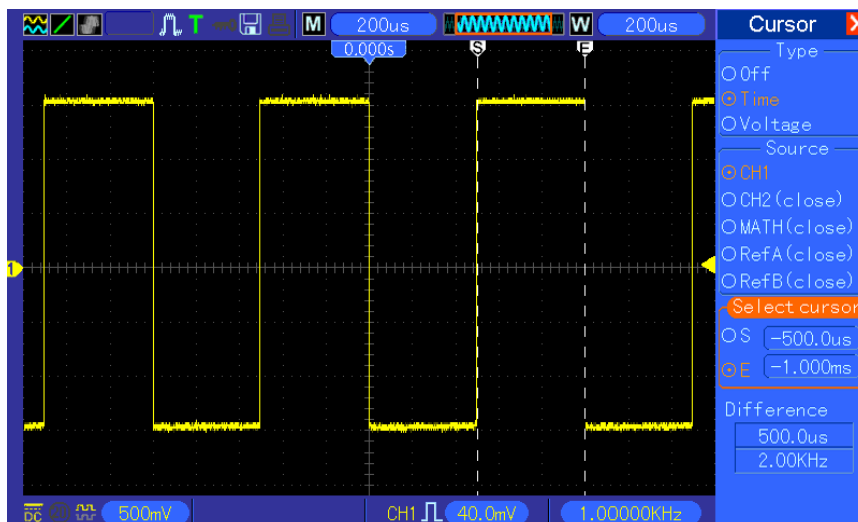 T M 200us W 200us Cursor X
0.000s S E
Type
Off
Time
Voltage
Source
CH1
CH2(close)
MATH(close)
RefA(close)
RefB(close)
1
Select cursor
S -500.0us
E -1.000ms
Difference
500.0us
2.00KHz
DC 500mV CH1 40.0mV 1.00000KHz